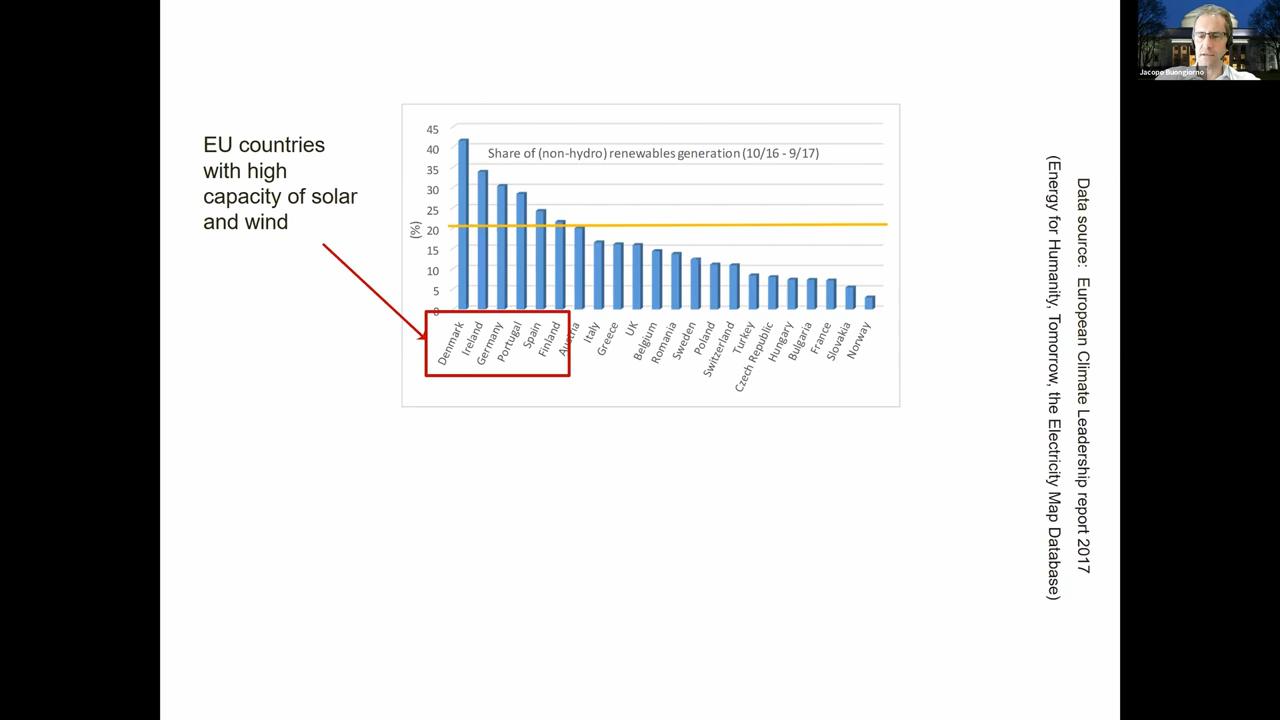 Jacopo Buongiorno
EU countries
with high
capacity of solar
and wind
Share of (non-hydro) renewables generation (10/16 - 9/17)
(%)
45
40
35
30
25
20
15
10
5
0
Denmark
Ireland
Germany
Portugal
Spain
Finland
Austria
Italy
Greece
UK
Belgium
Romania
Sweden
Poland
Switzerland
Turkey
Czech Republic
Hungary
Bulgaria
France
Slovakia
Norway
Data source: European Climate Leadership report 2017
(Energy for Humanity, Tomorrow, the Electricity Map Database)